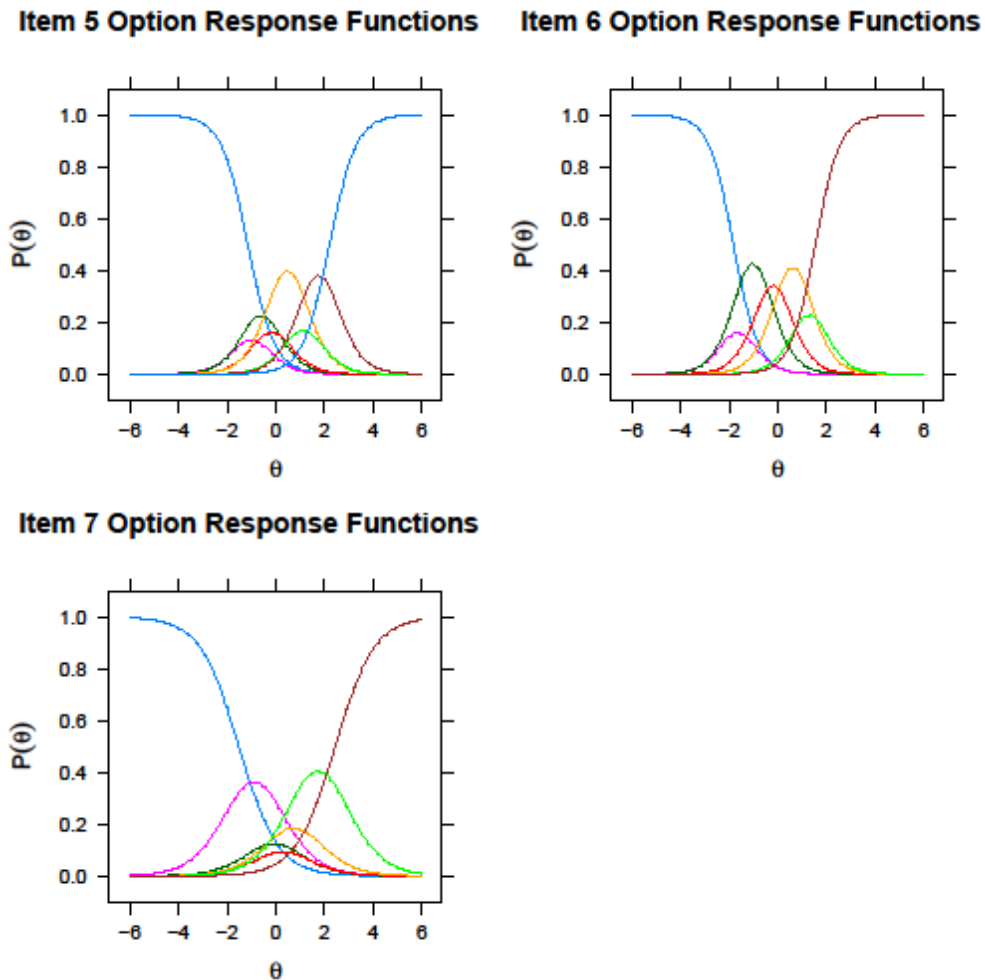 Item 5 Option Response Functions
1.0
0.8
0.6
0.4
0.2
0.0
P(θ)
−6 −4 −2 0 2 4 6
θ
Item 6 Option Response Functions
1.0
0.8
0.6
0.4
0.2
0.0
P(θ)
−6 −4 −2 0 2 4 6
θ
Item 7 Option Response Functions
1.0
0.8
0.6
0.4
0.2
0.0
P(θ)
−6 −4 −2 0 2 4 6
θ